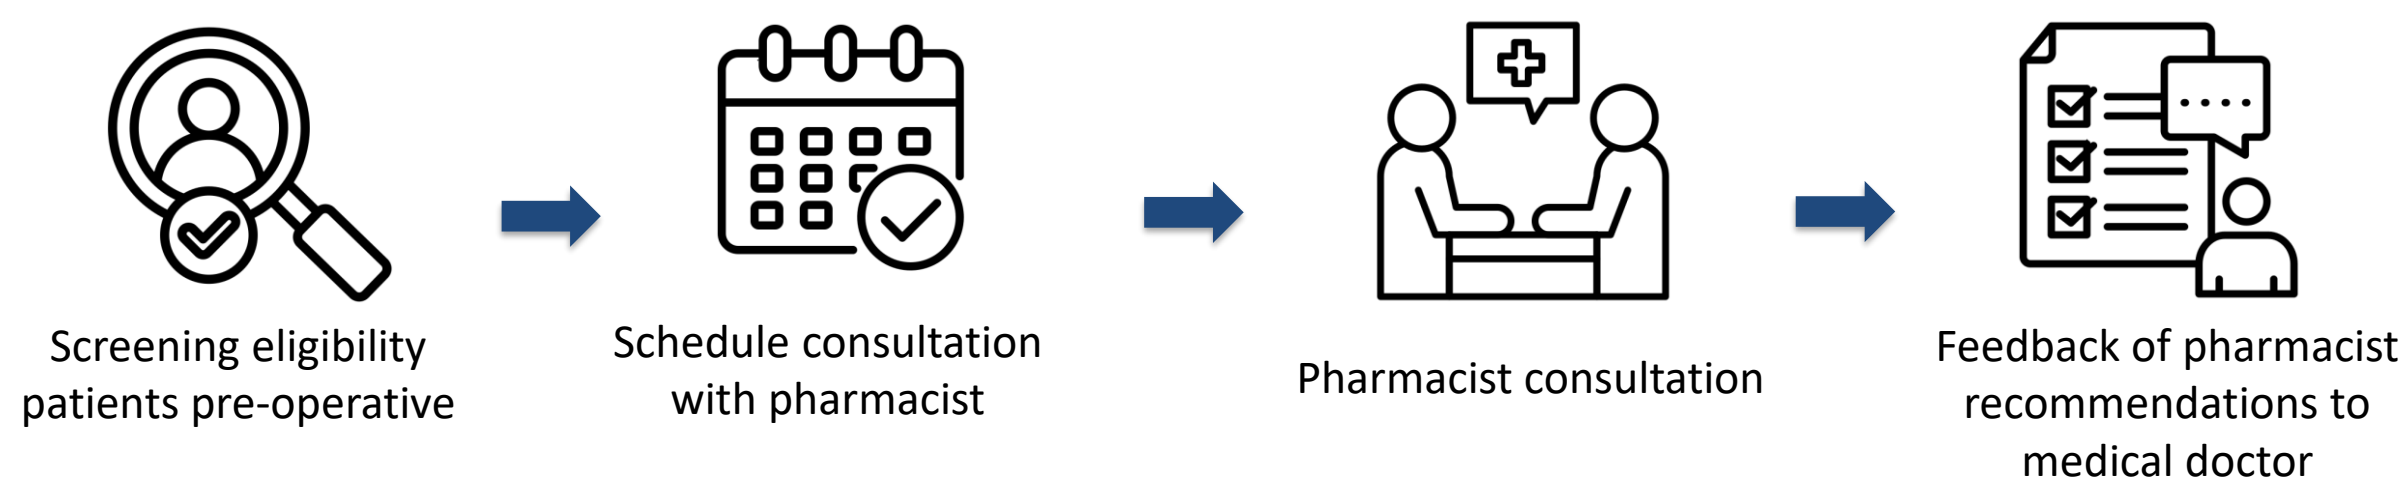 Screening eligibility
patients pre-operative
Schedule consultation
with pharmacist
Pharmacist consultation
Feedback of pharmacist
recommendations to
medical doctor